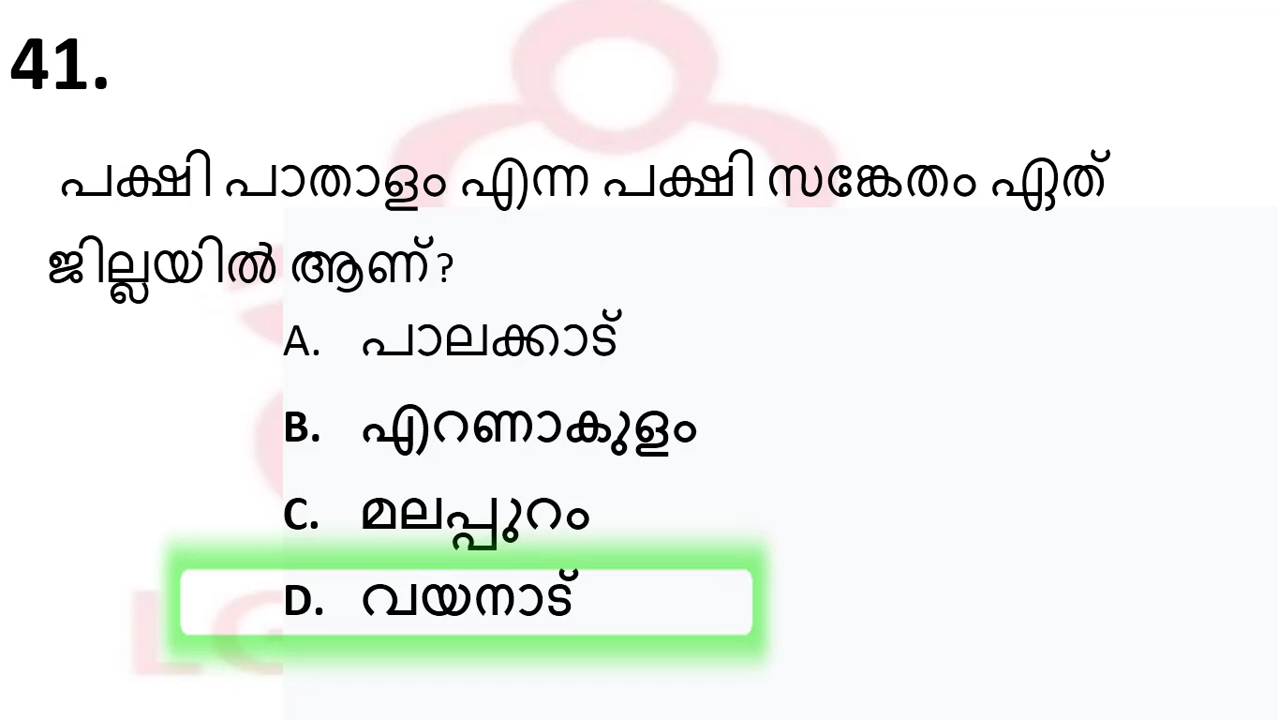 41.
പക്ഷി പാതാളം എന്ന പക്ഷി സങ്കേതം ഏത്
ജില്ലയിൽ ആണ്?
A. പാലക്കാട്
B. എറണാകുളം
C. മലപ്പുറം
D. വയനാട്